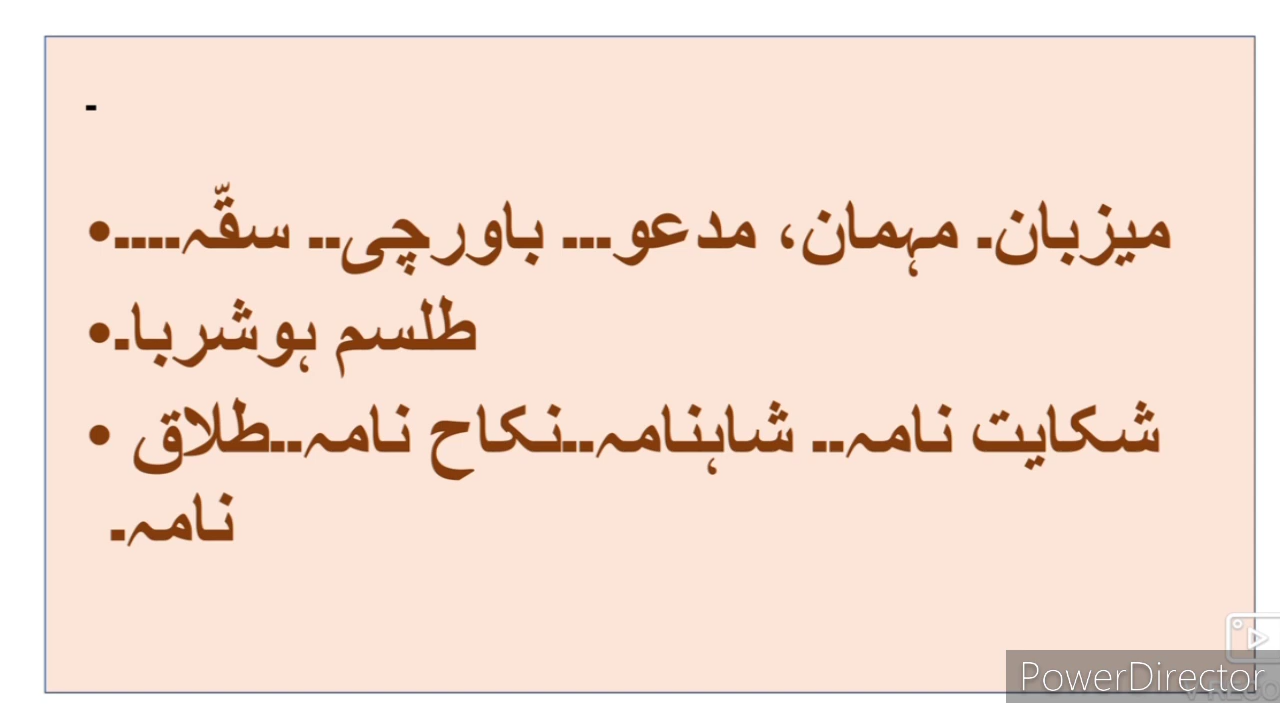 -
•میزبان۔ مہمان، مدعو۔۔۔ باورچی۔۔ سقّہ۔۔۔۔
•طلسم ہوشربا۔
• شکایت نامہ۔۔ شاہنامہ۔۔نکاح نامہ۔۔طلاق
نامہ۔
PowerDirector